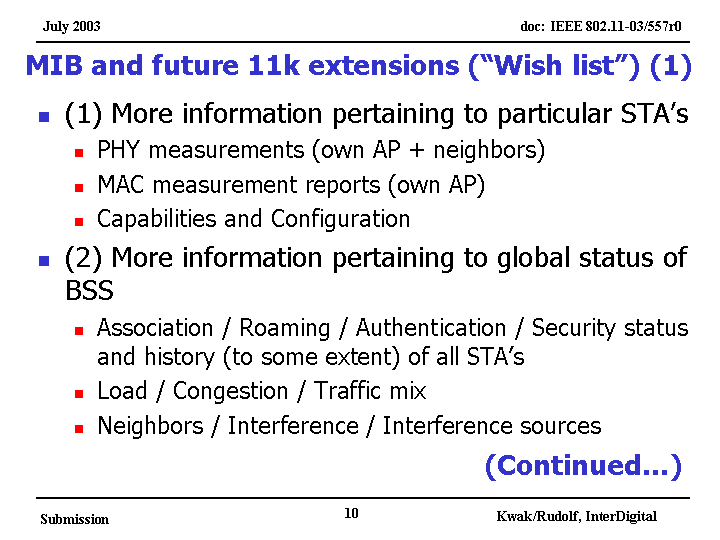 July 2003
doc: IEEE 802.11-03/557r0
MIB and future 11k extensions (“Wish list”) (1)
(1) More information pertaining to particular STA’s
PHY measurements (own AP + neighbors)
MAC measurement reports (own AP)
Capabilities and Configuration
(2) More information pertaining to global status of
BSS
Association / Roaming / Authentication / Security status
and history (to some extent) of all STA’s
Load / Congestion / Traffic mix
Neighbors / Interference / Interference sources
(Continued…)
Submission
10
Kwak/Rudolf, InterDigital